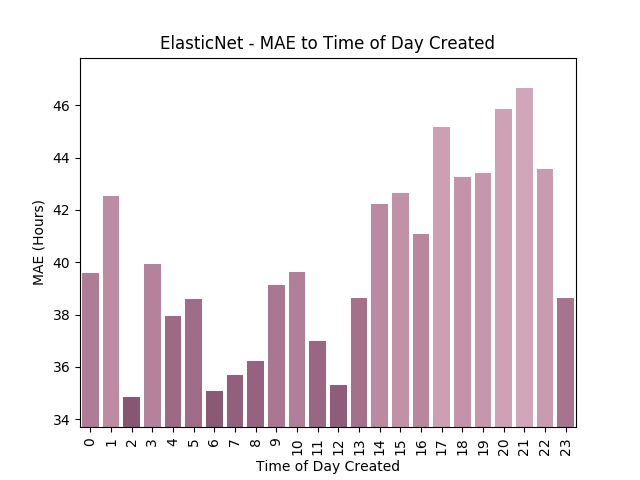 ElasticNet - MAE to Time of Day Created
MAE (Hours)
46
44
42
40
38
36
34
0 1 2 3 4 5 6 7 8 9 10 11 12 13 14 15 16 17 18 19 20 21 22 23
Time of Day Created